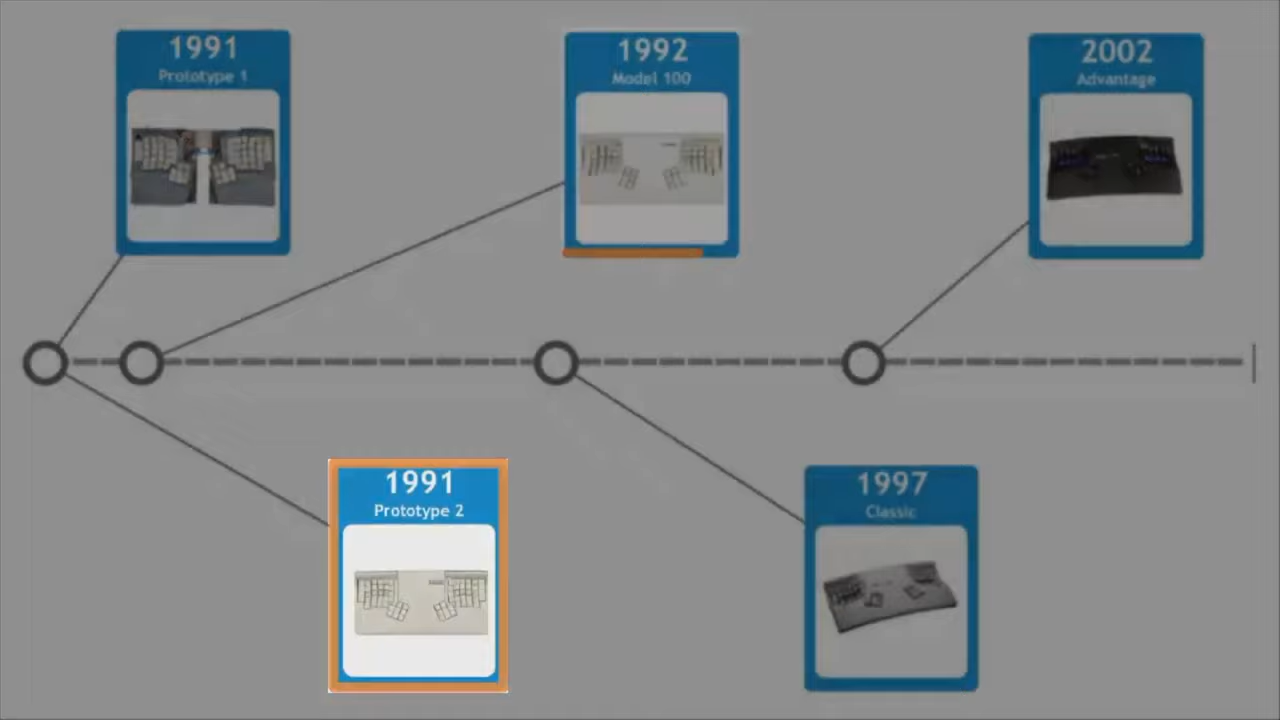 1991
Prototype 1
1992
Model 100
2002
Advantage
1991
Prototype 2
1997
Classic